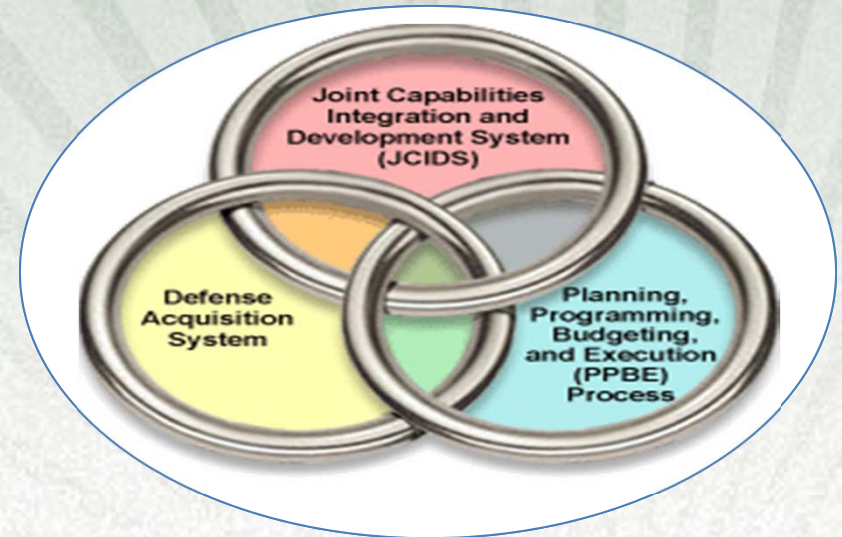 Joint Capabilities
Integration and
Development System
(JCIDS)
Defense
Acquisition
System
Planning,
Programming,
Budgeting,
and Execution
(PPBE)
Process